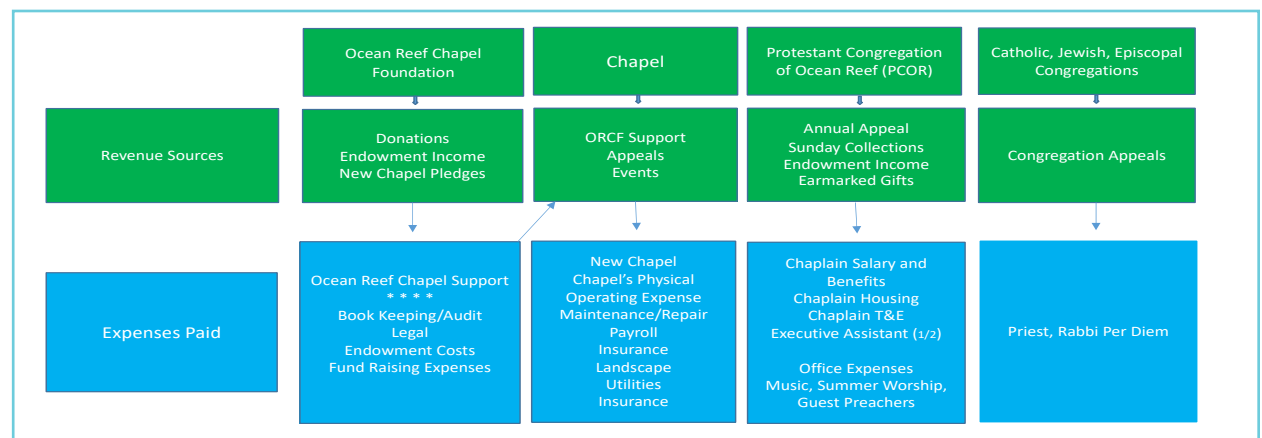 Ocean Reef Chapel
Foundation
Chapel
Protestant Congregation
of Ocean Reef (PCOR)
Catholic, Jewish, Episcopal
Congregations
Revenue Sources
Donations
Endowment Income
New Chapel Pledges
ORCF Support
Appeals
Events
Annual Appeal
Sunday Collections
Endowment Income
Earmarked Gifts
Congregation Appeals
Expenses Paid
Ocean Reef Chapel Support
* * * *
Book Keeping/Audit
Legal
Endowment Costs
Fund Raising Expenses
New Chapel
Chapel's Physical
Operating Expense
Maintenance/Repair
Payroll
Insurance
Landscape
Utilities
Insurance
Chaplain Salary and
Benefits
Chaplain Housing
Chaplain T&E
Executive Assistant (1/2)
Office Expenses
Music, Summer Worship,
Guest Preachers
Priest, Rabbi Per Diem